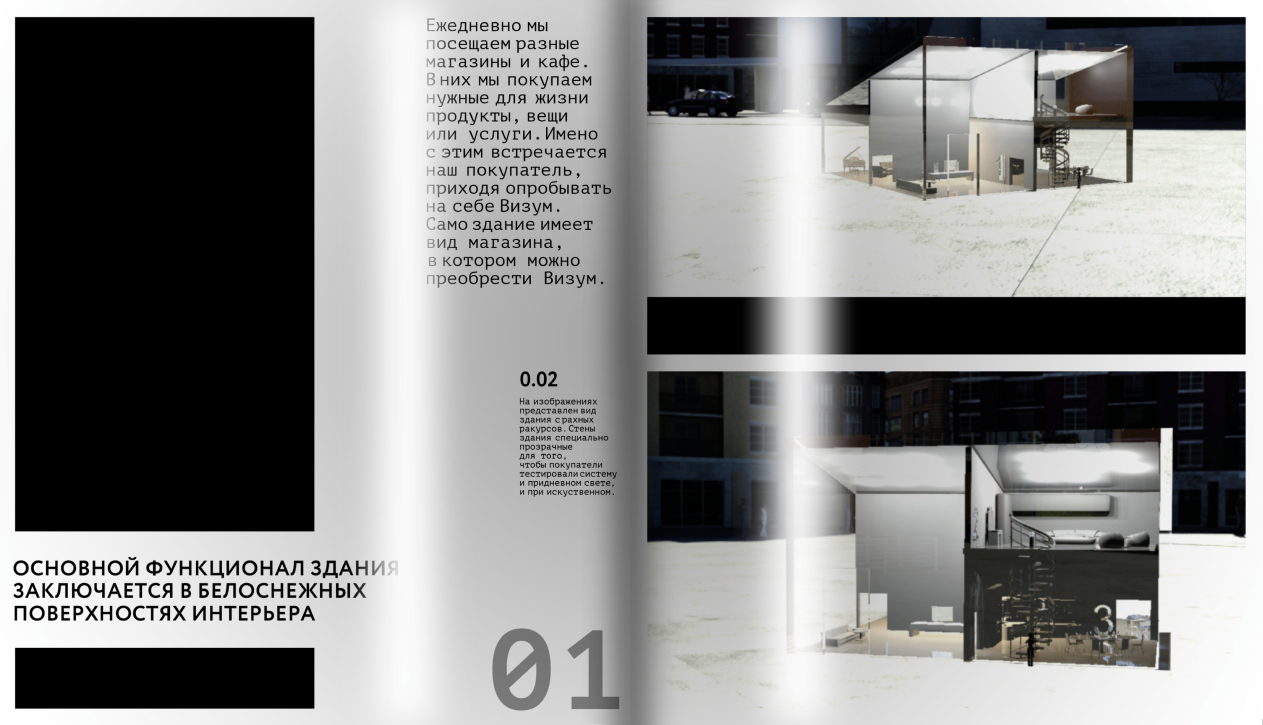 Ежедневно мы
посещаем разные
магазины и кафе.
В них мы покупаем
нужные для жизни
продукты, вещи
или услуги. Имено
с этим встречается
наш покупатель,
приходя опробывать
на себе Визум.
Само здание имеет
вид магазина,
в котором можно
преобрести Визум.
0.02
На изображениях
представлен вид
здания с рахных
ракурсов. Стены
здания специально
прозрачные
для того,
чтобы покупатели
тестировали систему
и придневном свете,
и при искуственном.
ОСНОВНОЙ ФУНКЦИОНАЛ ЗДАНИЯ
ЗАКЛЮЧАЕТСЯ В БЕЛОСНЕЖНЫХ
ПОВЕРХНОСТЯХ ИНТЕРЬЕРА
01
3